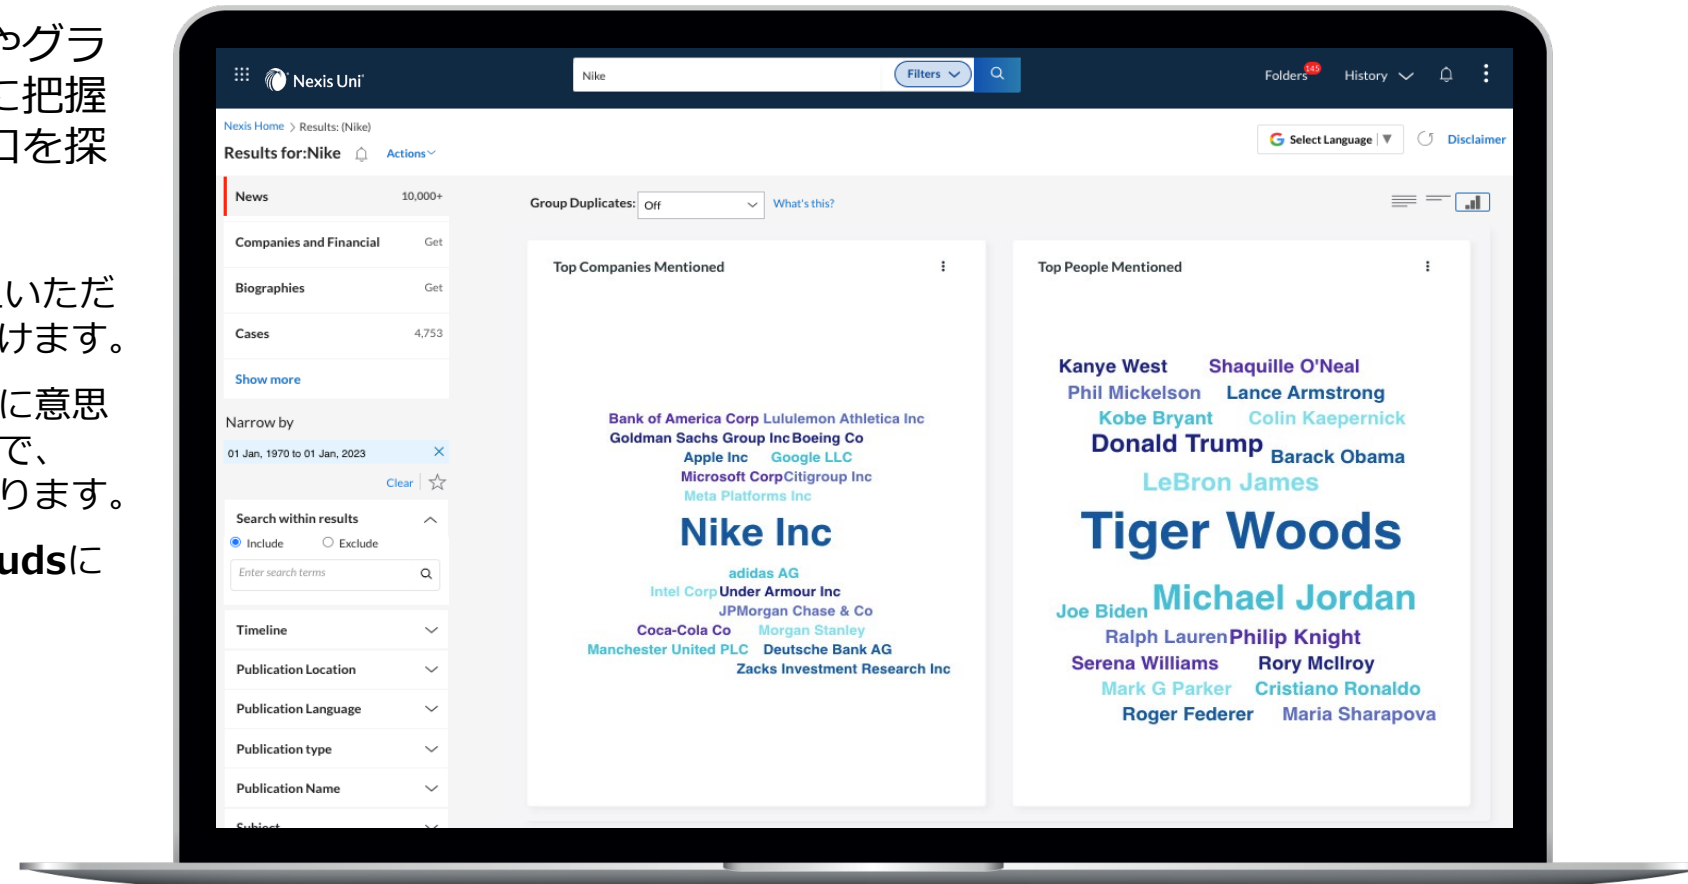 やグラ
に把握
口を探
いただ
けます。
に意思
で、
ります。
udsに
Nexis Uni
Nike
Filters
Folders 145
History
Nexis Home > Results: (Nike)
Results for:Nike
Actions
Select Language
Disclaimer
News 10,000+
Companies and Financial Get
Biographies Get
Cases 4,753
Show more
Narrow by
01 Jan, 1970 to 01 Jan, 2023
Clear
Search within results
Include Exclude
Enter search terms
Timeline
Publication Location
Publication Language
Publication type
Publication Name
Subject
Group Duplicates: Off What's this?
Top Companies Mentioned
Bank of America Corp Lululemon Athletica Inc
Goldman Sachs Group Inc Boeing Co
Apple Inc Google LLC
Microsoft Corp Citigroup Inc
Meta Platforms Inc
Nike Inc
adidas AG
Intel Corp Under Armour Inc
JPMorgan Chase & Co
Coca-Cola Co Morgan Stanley
Manchester United PLC Deutsche Bank AG
Zacks Investment Research Inc
Top People Mentioned
Kanye West Shaquille O'Neal
Phil Mickelson Lance Armstrong
Kobe Bryant Colin Kaepernick
Donald Trump Barack Obama
LeBron James
Tiger Woods
Joe Biden Michael Jordan
Ralph Lauren Philip Knight
Serena Williams Rory McIlroy
Mark G Parker Cristiano Ronaldo
Roger Federer Maria Sharapova